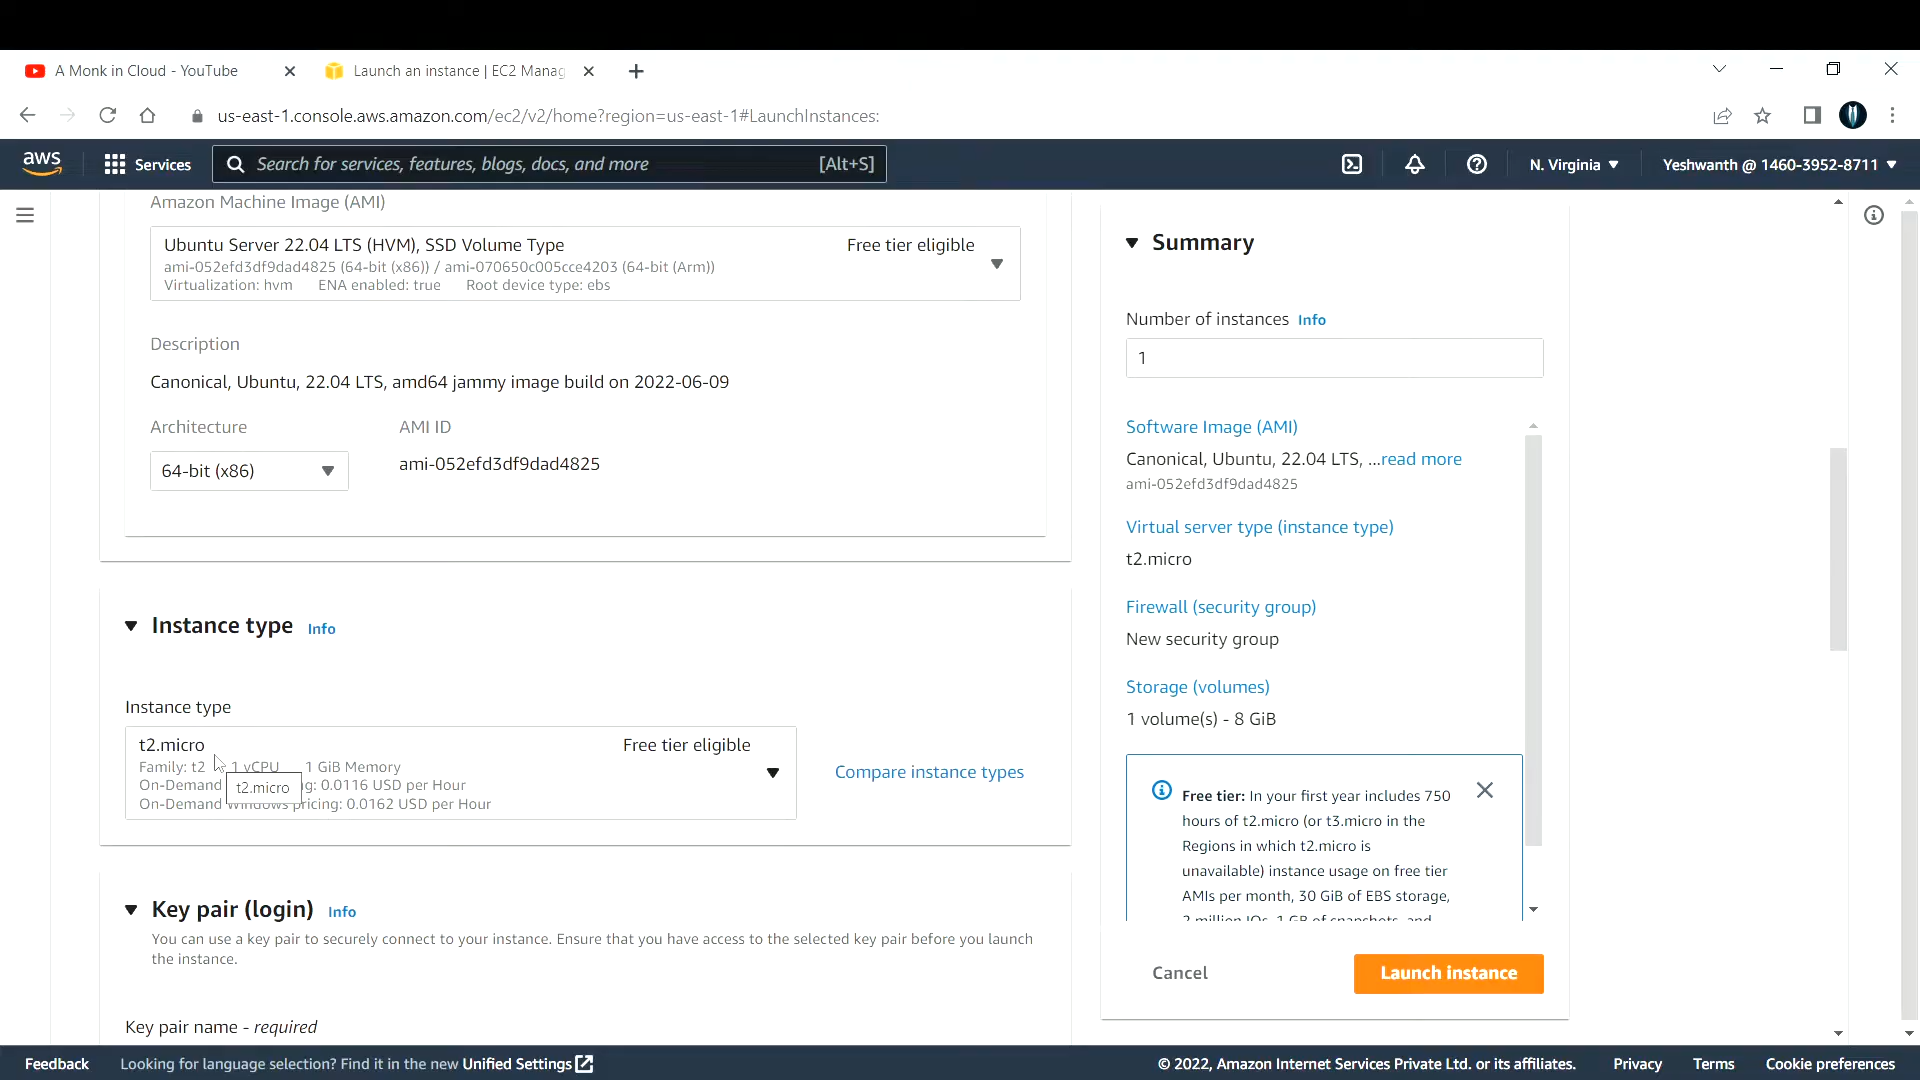 A Monk in Cloud - YouTube
Launch an instance | EC2 Manag
us-east-1.console.aws.amazon.com/ec2/v2/home?region=us-east-1#LaunchInstances:
aws
Services
Search for services, features, blogs, docs, and more
[Alt+S]
N. Virginia
Yeshwanth @ 1460-3952-8711
Amazon Machine Image (AMI)
Ubuntu Server 22.04 LTS (HVM), SSD Volume Type
Free tier eligible
ami-052efd3df9dad4825 (64-bit (x86)) / ami-070650c005cce4203 (64-bit (Arm))
Virtualization: hvm ENA enabled: true Root device type: ebs
Description
Canonical, Ubuntu, 22.04 LTS, amd64 jammy image build on 2022-06-09
Architecture
AMI ID
64-bit (x86)
ami-052efd3df9dad4825
Instance type Info
Instance type
t2.micro
Free tier eligible
Family: t2 1 vCPU 1 GiB Memory
On-Demand g: 0.0116 USD per Hour
t2.micro
On-Demand Windows pricing: 0.0162 USD per Hour
Compare instance types
Key pair (login) Info
You can use a key pair to securely connect to your instance. Ensure that you have access to the selected key pair before you launch
the instance.
Key pair name - required
Summary
Number of instances Info
1
Software Image (AMI)
Canonical, Ubuntu, 22.04 LTS, ...read more
ami-052efd3df9dad4825
Virtual server type (instance type)
t2.micro
Firewall (security group)
New security group
Storage (volumes)
1 volume(s) - 8 GiB
Free tier: In your first year includes 750
hours of t2.micro (or t3.micro in the
Regions in which t2.micro is
unavailable) instance usage on free tier
AMIs per month, 30 GiB of EBS storage,
2 million IOs, 1 GB of snapshots, and
Cancel
Launch instance
Feedback
Looking for language selection? Find it in the new Unified Settings
© 2022, Amazon Internet Services Private Ltd. or its affiliates.
Privacy
Terms
Cookie preferences